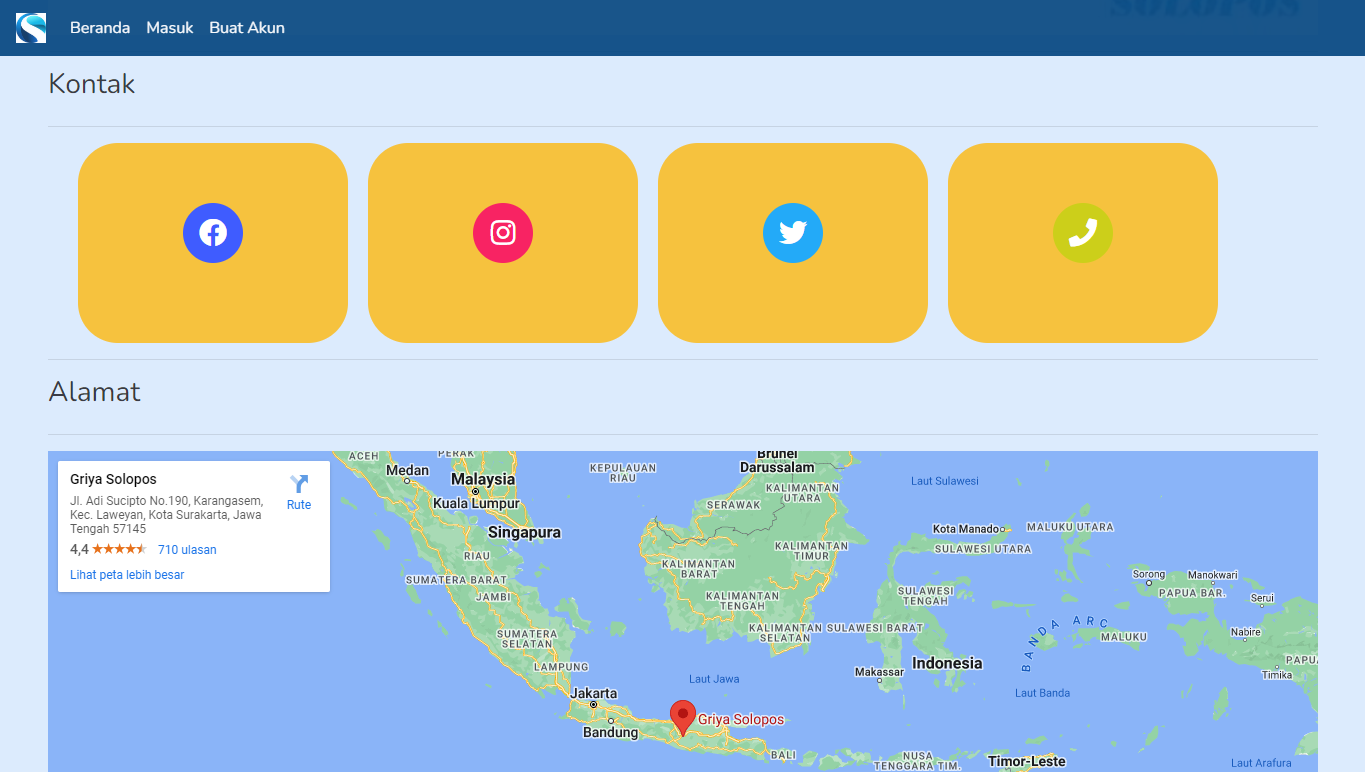 SOLOPOS
Beranda Masuk Buat Akun
Kontak
Alamat
Griya Solopos
Jl. Adi Sucipto No.190, Karangasem,
Kec. Laweyan, Kota Surakarta, Jawa
Tengah 57145
Rute
4,4 710 ulasan
Lihat peta lebih besar
ACEH
PERAK
Medan
Malaysia
Kuala Lumpur
Singapura
KEPULAUAN
RIAU
Brunei
Darussalam
KALIMANTAN
UTARA
SERAWAK
Laut Sulawesi
Kota Manado
MALUKU UTARA
SULAWESI UTARA
RIAU
SUMATERA BARAT
JAMBI
KALIMANTAN
TIMUR
KALIMANTAN
BARAT
KALIMANTAN
TENGAH
SULAWESI
TENGAH
Sorong
Manokwari
PAPUA BAR.
Serui
SUMATERA
SELATAN
KALIMANTAN
SELATAN
SULAWESI BARAT
BANDA ARC
MALUKU
Nabire
LAMPUNG
Makassar
Indonesia
PAPUA
Timika
Laut Jawa
Laut Banda
Jakarta
Bandung
Griya Solopos
BALI
NUSA
TENGGARA TIM.
Timor-Leste
Laut Arafura